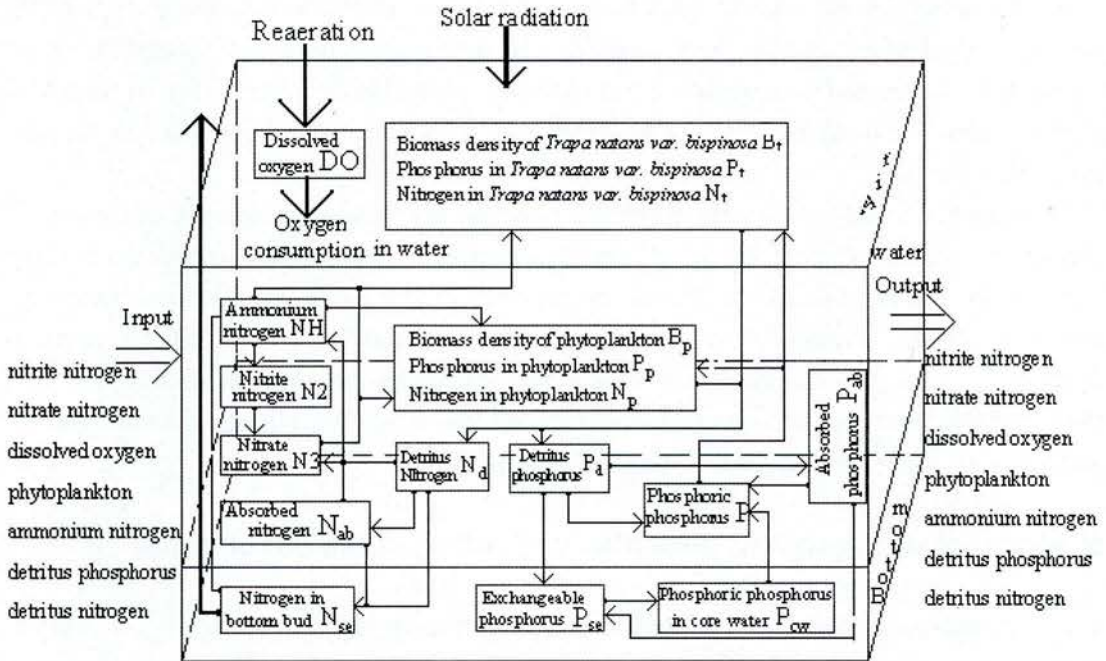 Solar radiation
Reaeration
Dissolved
oxygen DO
Oxygen
consumption in water
Biomass density of Trapa natans var. bispinosa Bt
Phosphorus in Trapa natans var. bispinosa Pt
Nitrogen in Trapa natans var. bispinosa Nt
water
Output
Input
Ammonium
nitrogen NH
Nitrite
nitrogen N2
Nitrate
nitrogen N3
Biomass density of phytoplankton Bp
Phosphorus in phytoplankton Pp
Nitrogen in phytoplankton Np
Detritus
Nitrogen Nd
Detritus
phosphorus Pd
Absorbed
phosphorus Pab
Phosphoric
phosphorus P
Absorbed
nitrogen Nab
Nitrogen in
bottom bud Nse
Exchangeable
phosphorus Pse
Phosphoric phosphorus
in core water Pcw
Bottom
nitrite nitrogen
nitrate nitrogen
dissolved oxygen
phytoplankton
ammonium nitrogen
detritus phosphorus
detritus nitrogen
nitrite nitrogen
nitrate nitrogen
dissolved oxygen
phytoplankton
ammonium nitrogen
detritus phosphorus
detritus nitrogen